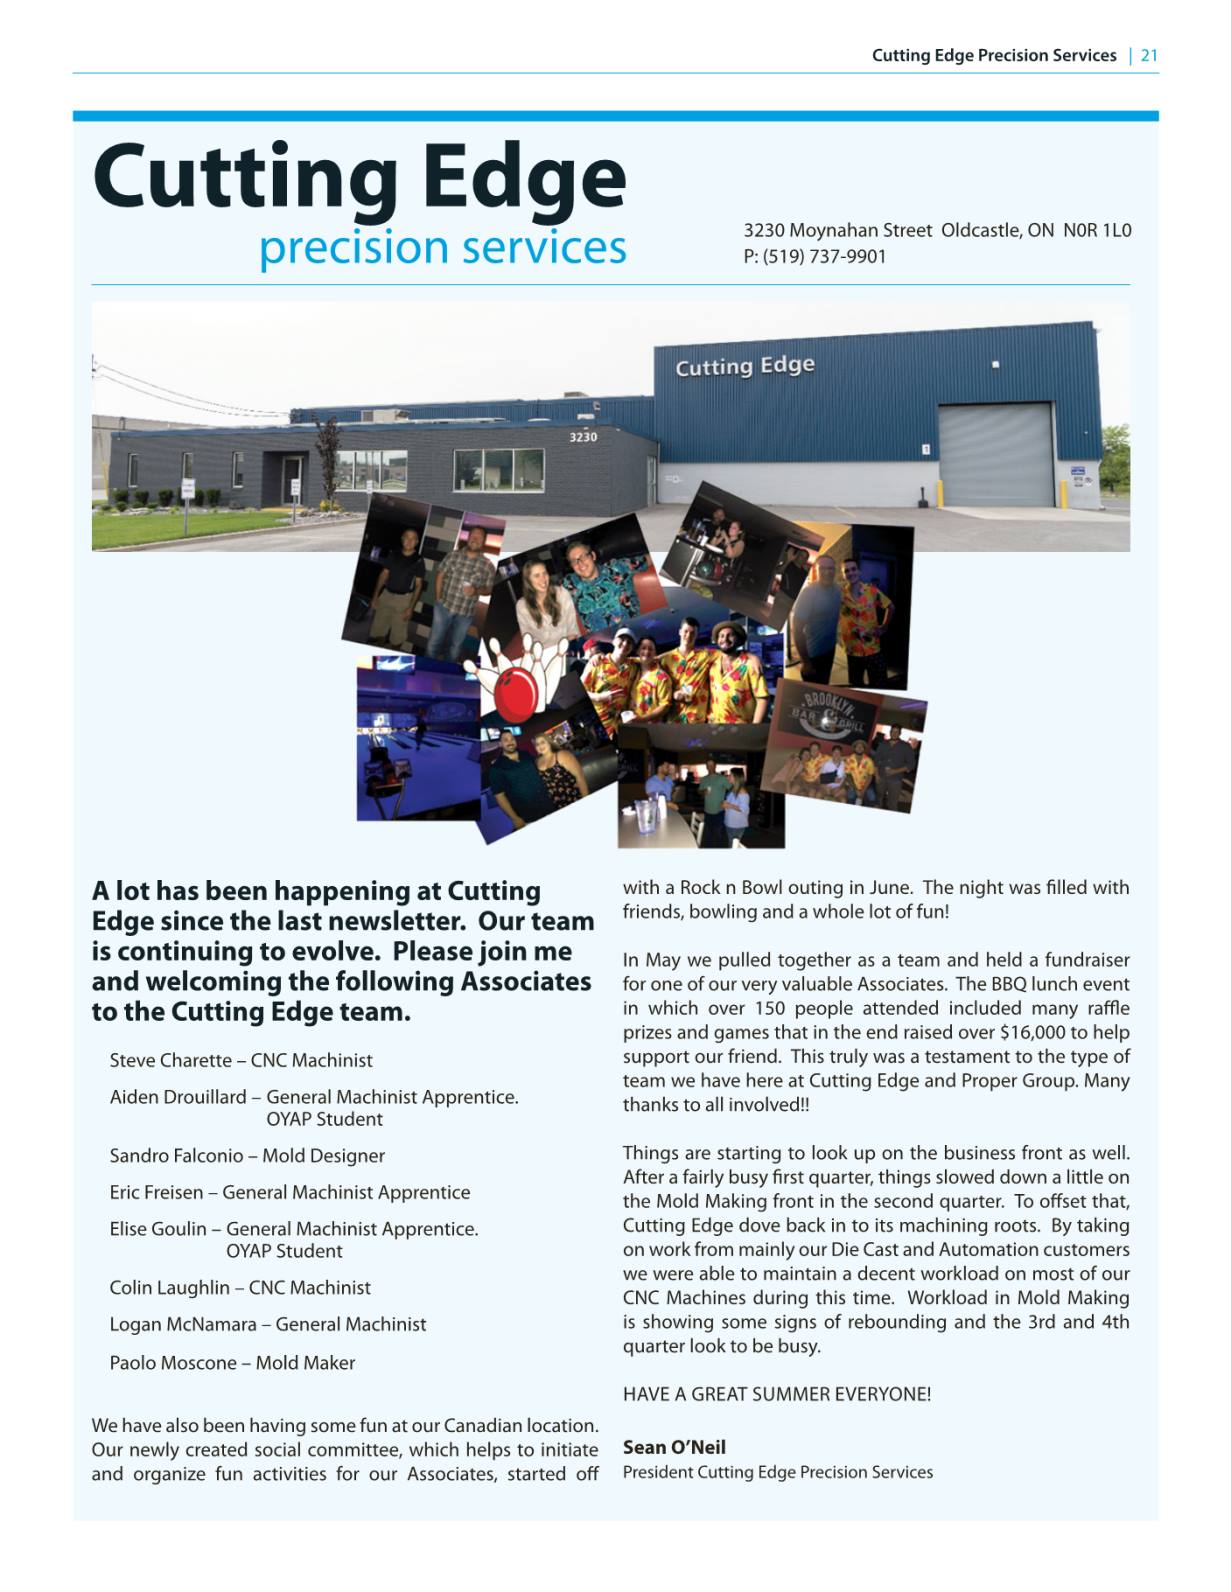 Cutting Edge Precision Services | 21
Cutting Edge
precision services
3230 Moynahan Street  Oldcastle, ON  N0R 1L0
P: (519) 737-9901
Cutting Edge
3230
BROOKLYN
BAR & GRILL
A lot has been happening at Cutting
Edge since the last newsletter.  Our team
is continuing to evolve.  Please join me
and welcoming the following Associates
to the Cutting Edge team.
Steve Charette – CNC Machinist
Aiden Drouillard – General Machinist Apprentice.
OYAP Student
Sandro Falconio – Mold Designer
Eric Freisen – General Machinist Apprentice
Elise Goulin – General Machinist Apprentice.
OYAP Student
Colin Laughlin – CNC Machinist
Logan McNamara – General Machinist
Paolo Moscone – Mold Maker
We have also been having some fun at our Canadian location.
Our newly created social committee, which helps to initiate
and organize fun activities for our Associates, started off
with a Rock n Bowl outing in June.  The night was filled with
friends, bowling and a whole lot of fun!
In May we pulled together as a team and held a fundraiser
for one of our very valuable Associates.  The BBQ lunch event
in which over 150 people attended included many raffle
prizes and games that in the end raised over $16,000 to help
support our friend.  This truly was a testament to the type of
team we have here at Cutting Edge and Proper Group. Many
thanks to all involved!!
Things are starting to look up on the business front as well.
After a fairly busy first quarter, things slowed down a little on
the Mold Making front in the second quarter.  To offset that,
Cutting Edge dove back in to its machining roots.  By taking
on work from mainly our Die Cast and Automation customers
we were able to maintain a decent workload on most of our
CNC Machines during this time.  Workload in Mold Making
is showing some signs of rebounding and the 3rd and 4th
quarter look to be busy.
HAVE A GREAT SUMMER EVERYONE!
Sean O’Neil
President Cutting Edge Precision Services